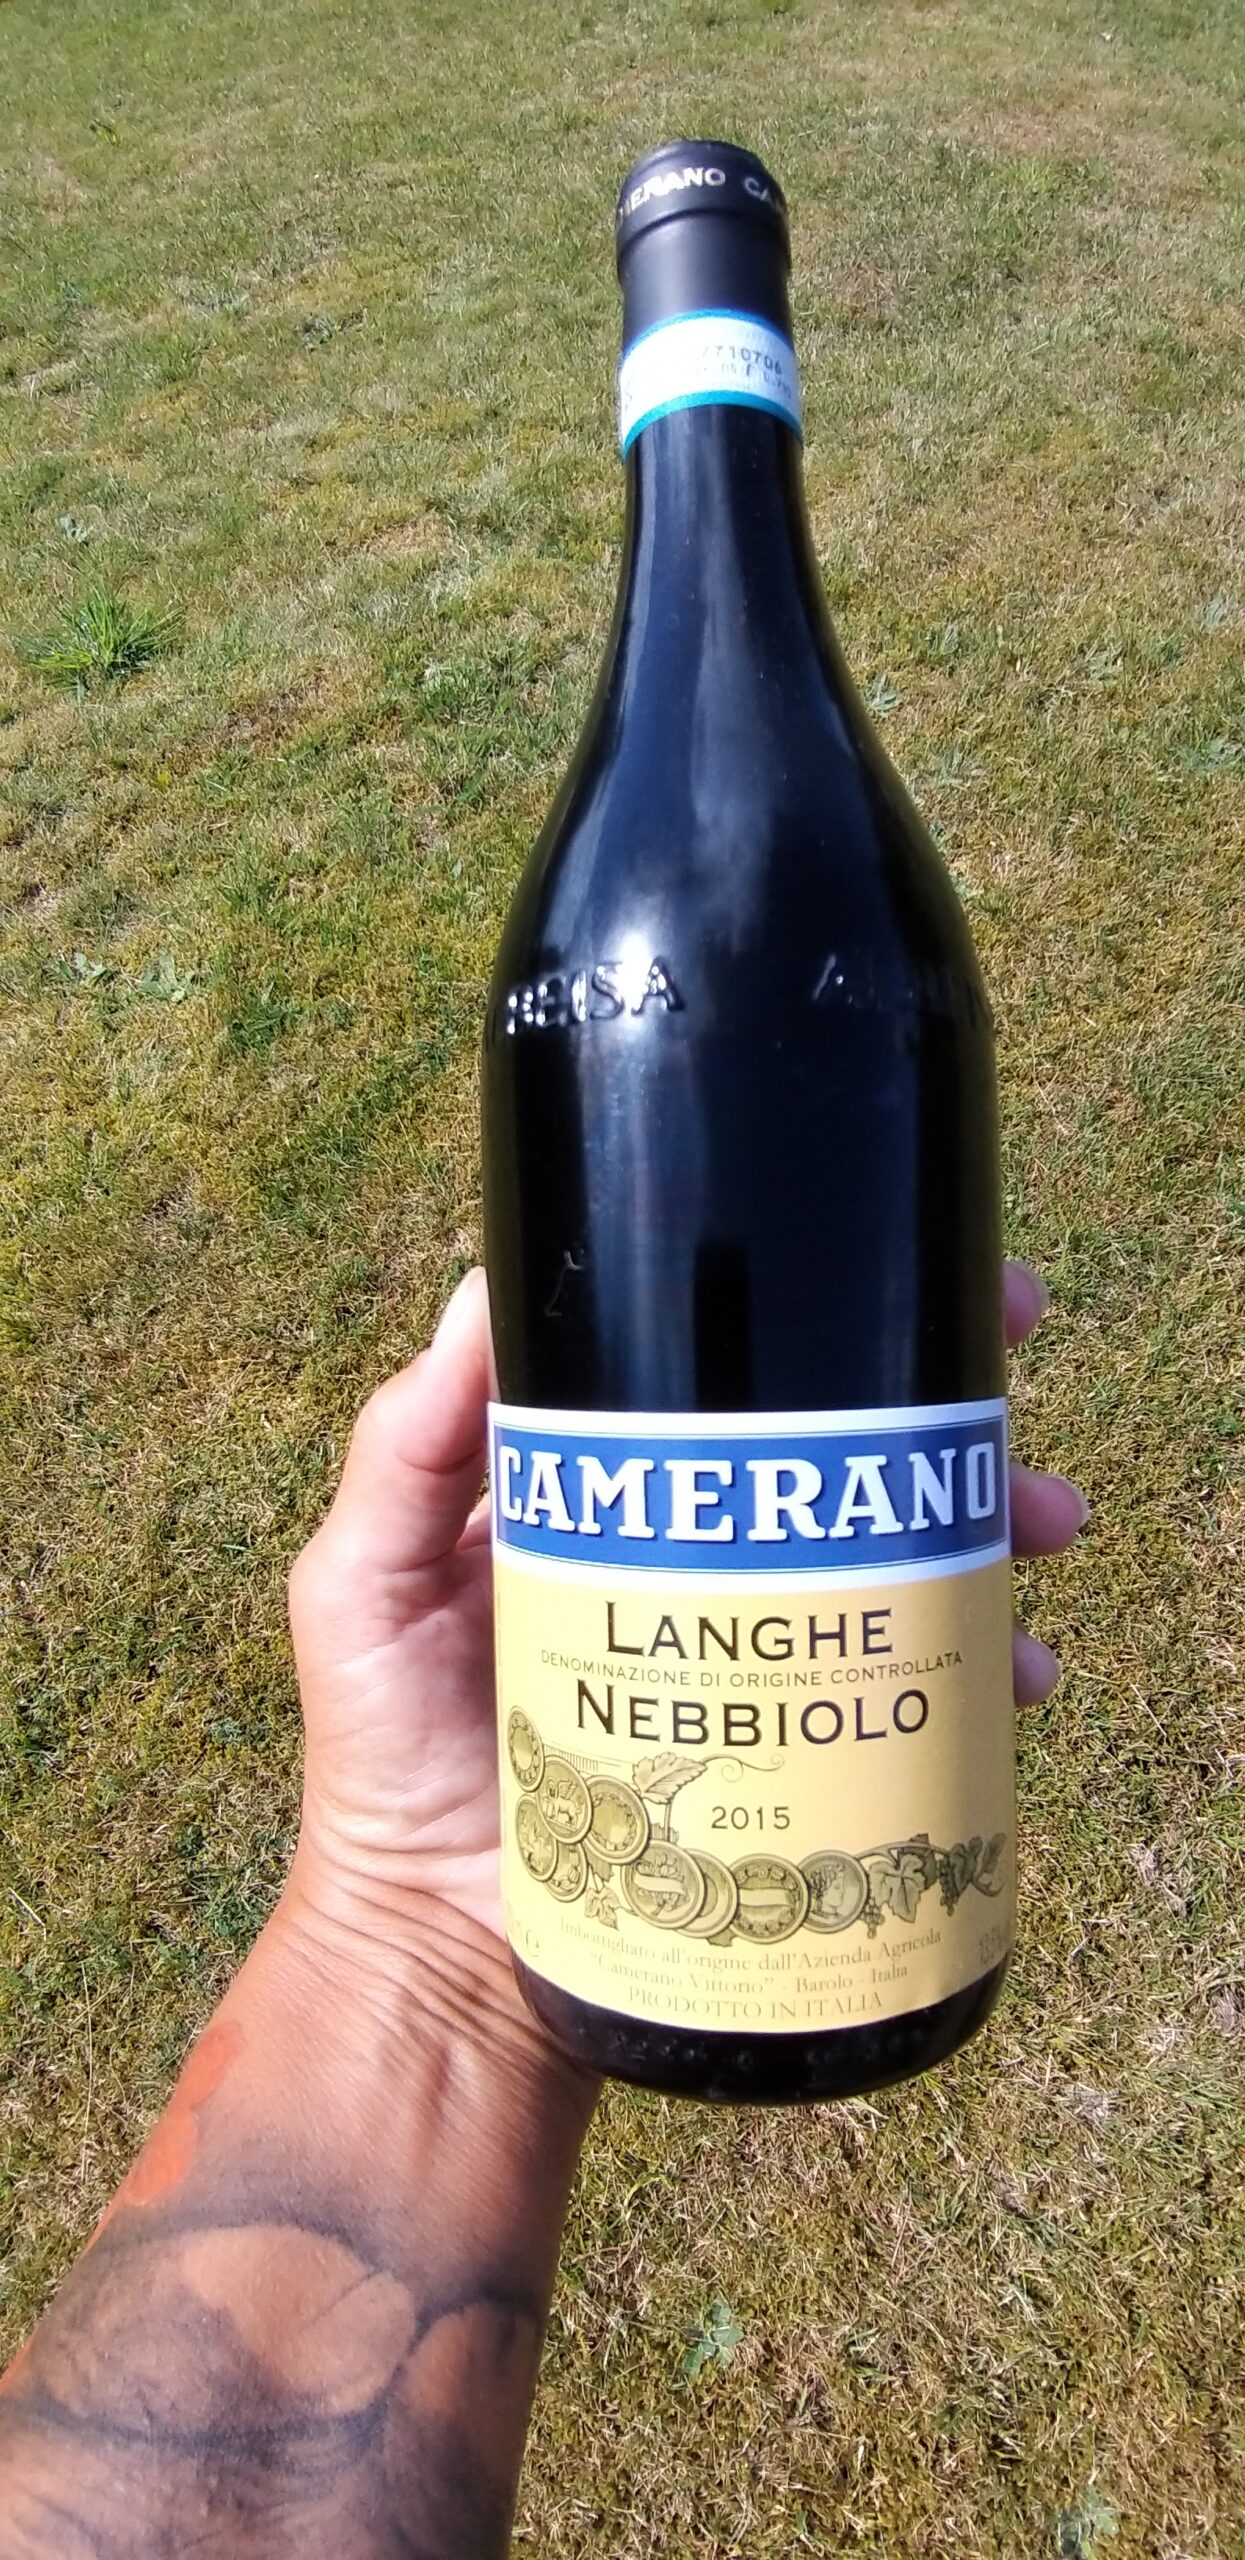 CAMERANO
LANGHE
DENOMINAZIONE DI ORIGINE CONTROLLATA
NEBBIOLO
2015
Imbottigliato all'origine dall'Azienda Agricola
"Camerano Vittorio" - Barolo - Italia
PRODOTTO IN ITALIA